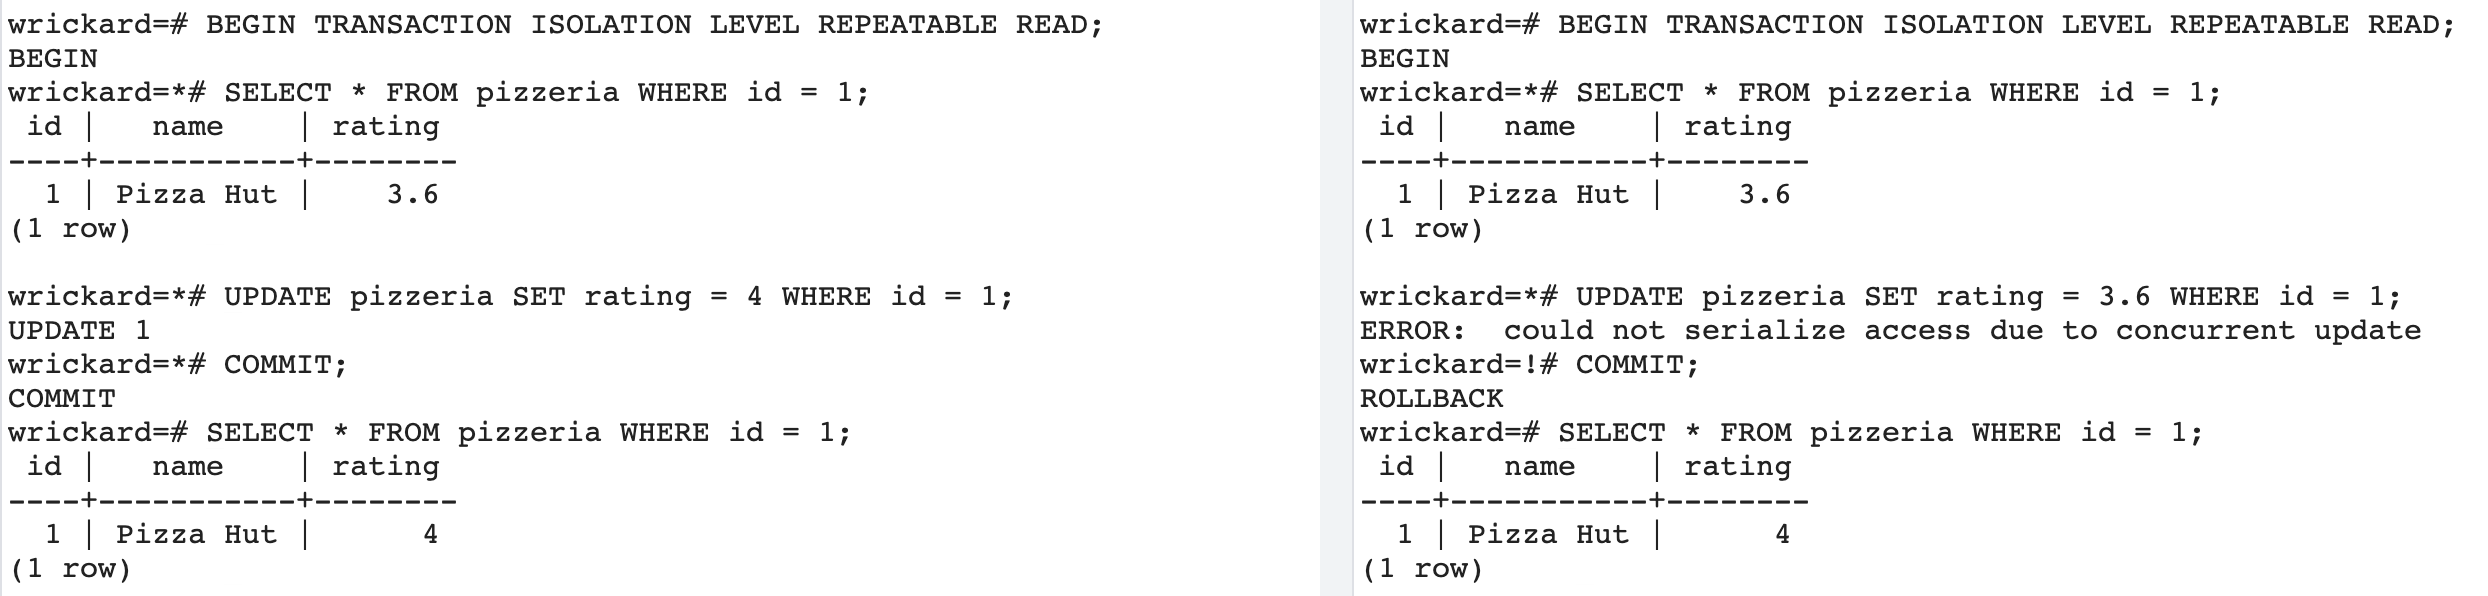 wrickard=# BEGIN TRANSACTION ISOLATION LEVEL REPEATABLE READ;
BEGIN
wrickard=*# SELECT * FROM pizzeria WHERE id = 1;
 id |   name    | rating
----+-----------+--------
  1 | Pizza Hut |    3.6
(1 row)

wrickard=*# UPDATE pizzeria SET rating = 4 WHERE id = 1;
UPDATE 1
wrickard=*# COMMIT;
COMMIT
wrickard=# SELECT * FROM pizzeria WHERE id = 1;
 id |   name    | rating
----+-----------+--------
  1 | Pizza Hut |      4
(1 row)

wrickard=# BEGIN TRANSACTION ISOLATION LEVEL REPEATABLE READ;
BEGIN
wrickard=*# SELECT * FROM pizzeria WHERE id = 1;
 id |   name    | rating
----+-----------+--------
  1 | Pizza Hut |    3.6
(1 row)

wrickard=*# UPDATE pizzeria SET rating = 3.6 WHERE id = 1;
ERROR:  could not serialize access due to concurrent update
wrickard=!# COMMIT;
ROLLBACK
wrickard=# SELECT * FROM pizzeria WHERE id = 1;
 id |   name    | rating
----+-----------+--------
  1 | Pizza Hut |      4
(1 row)